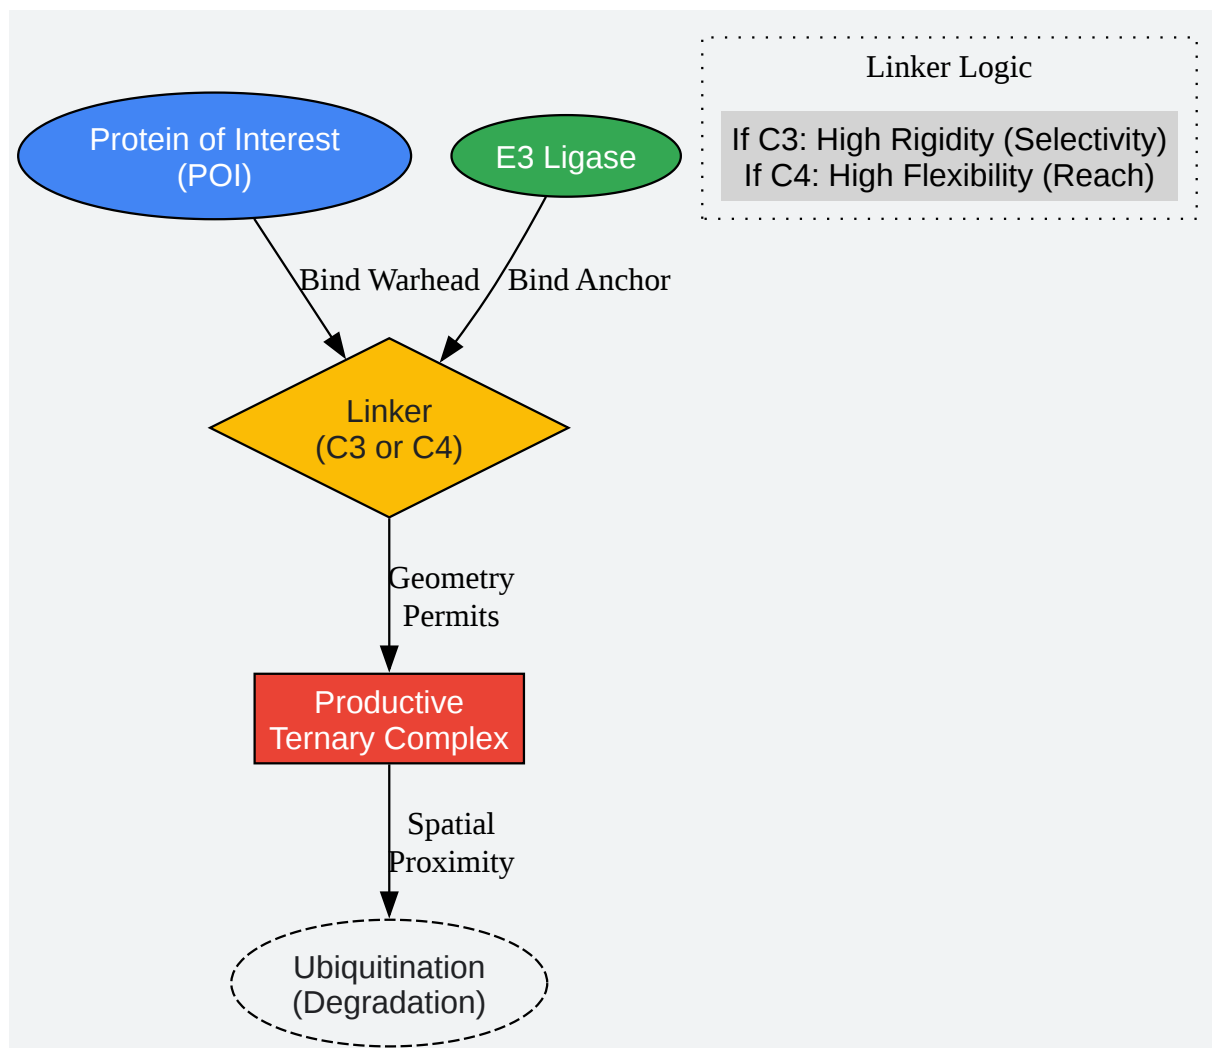 Linker Logic
If C3: High Rigidity (Selectivity)
If C4: High Flexibility (Reach)
Protein of Interest
(POI)
E3 Ligase
Bind Warhead
Bind Anchor
Linker
(C3 or C4)
Geometry
Permits
Productive
Ternary Complex
Spatial
Proximity
Ubiquitination
(Degradation)